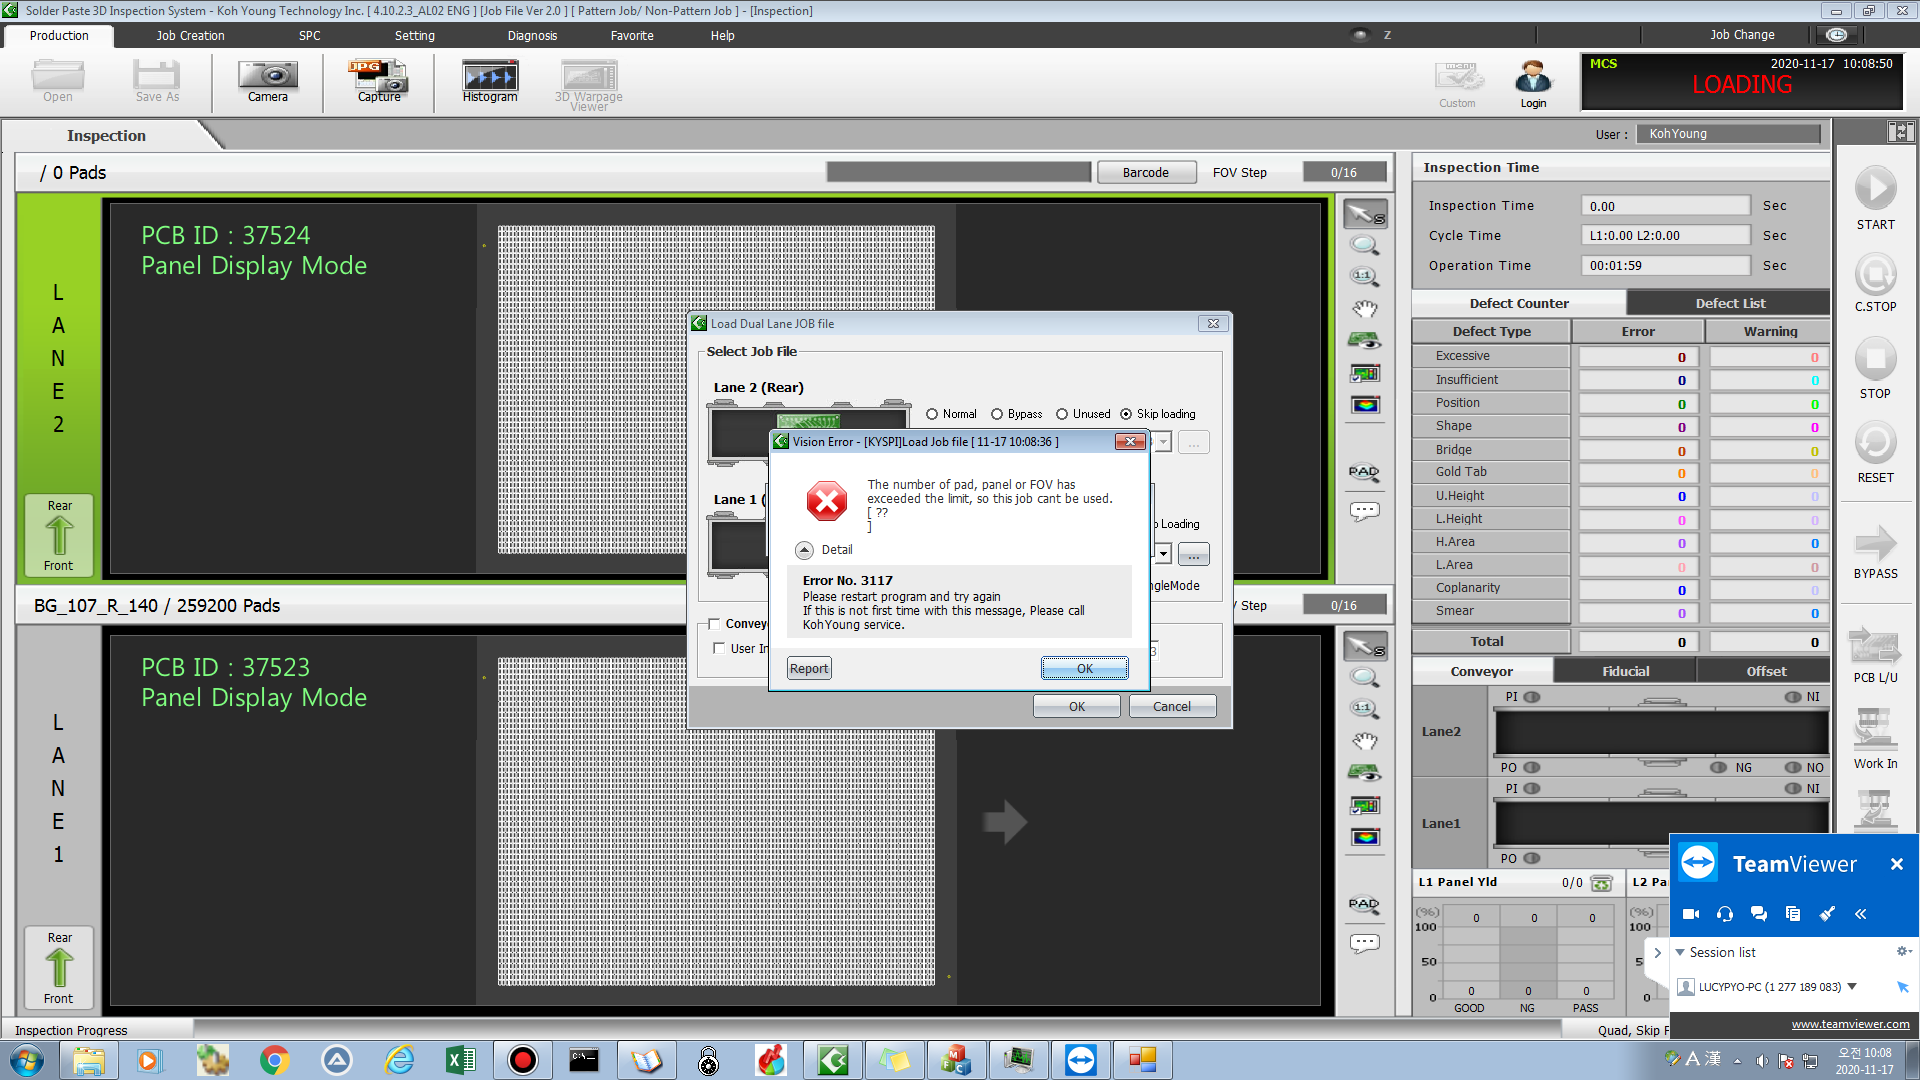 Solder Paste 3D Inspection System - Koh Young Technology Inc. [ 4.10.2.3_AL02 ENG ] [Job File Ver 2.0 ] [ Pattern Job/ Non-Pattern Job ] - [Inspection]
Production Job Creation SPC Setting Diagnosis Favorite Help Z Job Change
Open Save As Camera JPG Capture Histogram 3D Warpage Viewer Custom Login
MCS 2020-11-17 10:08:50
LOADING
Inspection User : KohYoung
/ 0 Pads Barcode FOV Step 0/16
LANE2
PCB ID : 37524
Panel Display Mode
Rear
Front
S
1:1
PAD
BG_107_R_140 / 259200 Pads Step 0/16
LANE1
PCB ID : 37523
Panel Display Mode
Rear
Front
S
1:1
PAD
Load Dual Lane JOB file
Select Job File
Lane 2 (Rear)
Normal Bypass Unused Skip loading
...
Lane 1 (
Loading
...
ngleMode
Convey
User In
3
OK Cancel
Vision Error - [KYSPI]Load Job file [ 11-17 10:08:36 ]
The number of pad, panel or FOV has
exceeded the limit, so this job cant be used.
[ ??
]
Detail
Error No. 3117
Please restart program and try again
If this is not first time with this message, Please call
KohYoung service.
Report OK
Inspection Time
Inspection Time 0.00 Sec
Cycle Time L1:0.00 L2:0.00 Sec
Operation Time 00:01:59 Sec
Defect Counter Defect List
Defect Type Error Warning
Excessive 0 0
Insufficient 0 0
Position 0 0
Shape 0 0
Bridge 0 0
Gold Tab 0 0
U.Height 0 0
L.Height 0 0
H.Area 0 0
L.Area 0 0
Coplanarity 0 0
Smear 0 0
Total 0 0
Conveyor Fiducial Offset
PI NI
Lane2
PO NG NO
PI NI
Lane1
PO
L1 Panel Yld 0/0 L2 Pa
(%) 0 0 0 (%)
100 100
50 5
0 0 0 0 0
GOOD NG PASS
START
C.STOP
STOP
RESET
BYPASS
PCB L/U
Work In
TeamViewer
Session list
LUCYPYO-PC (1 277 189 083)
www.teamviewer.com
Inspection Progress Quad, Skip F
C:\
A 漢
오전 10:08
2020-11-17